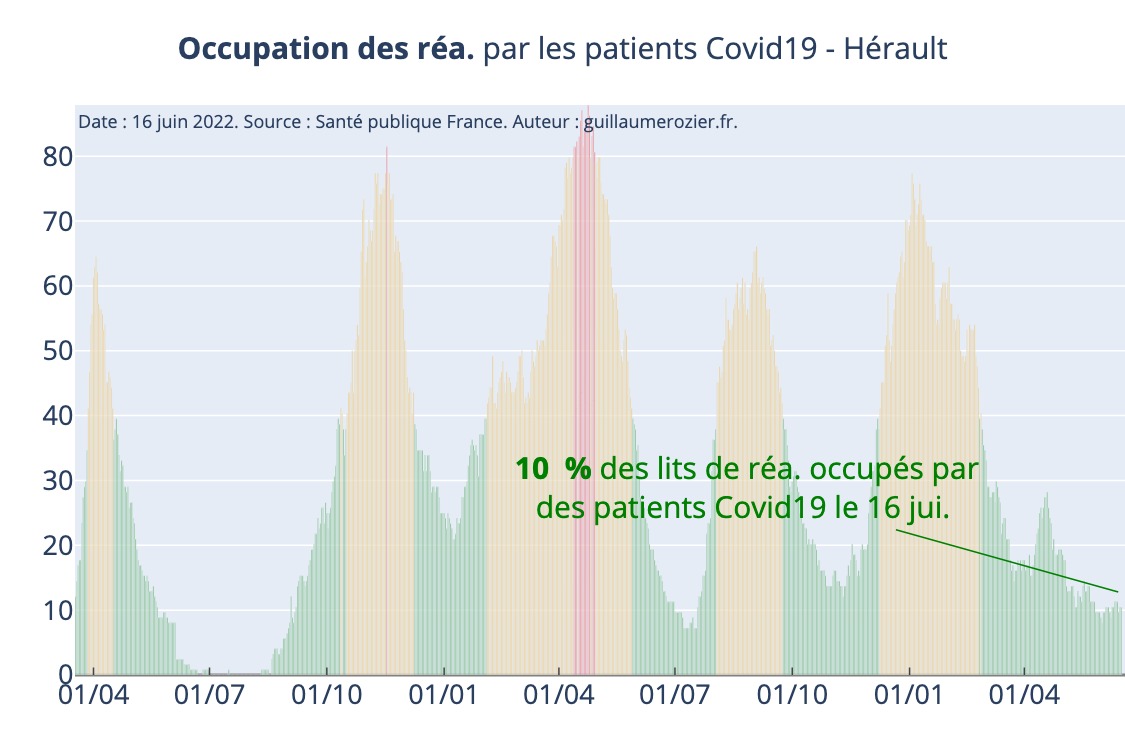 Occupation des réa. par les patients Covid19 - Hérault
Date : 16 juin 2022. Source : Santé publique France. Auteur : guillaumerozier.fr.
80
70
60
50
40
30
20
10
0
10 % des lits de réa. occupés par
des patients Covid19 le 16 jui.
01/04 01/07 01/10 01/01 01/04 01/07 01/10 01/01 01/04